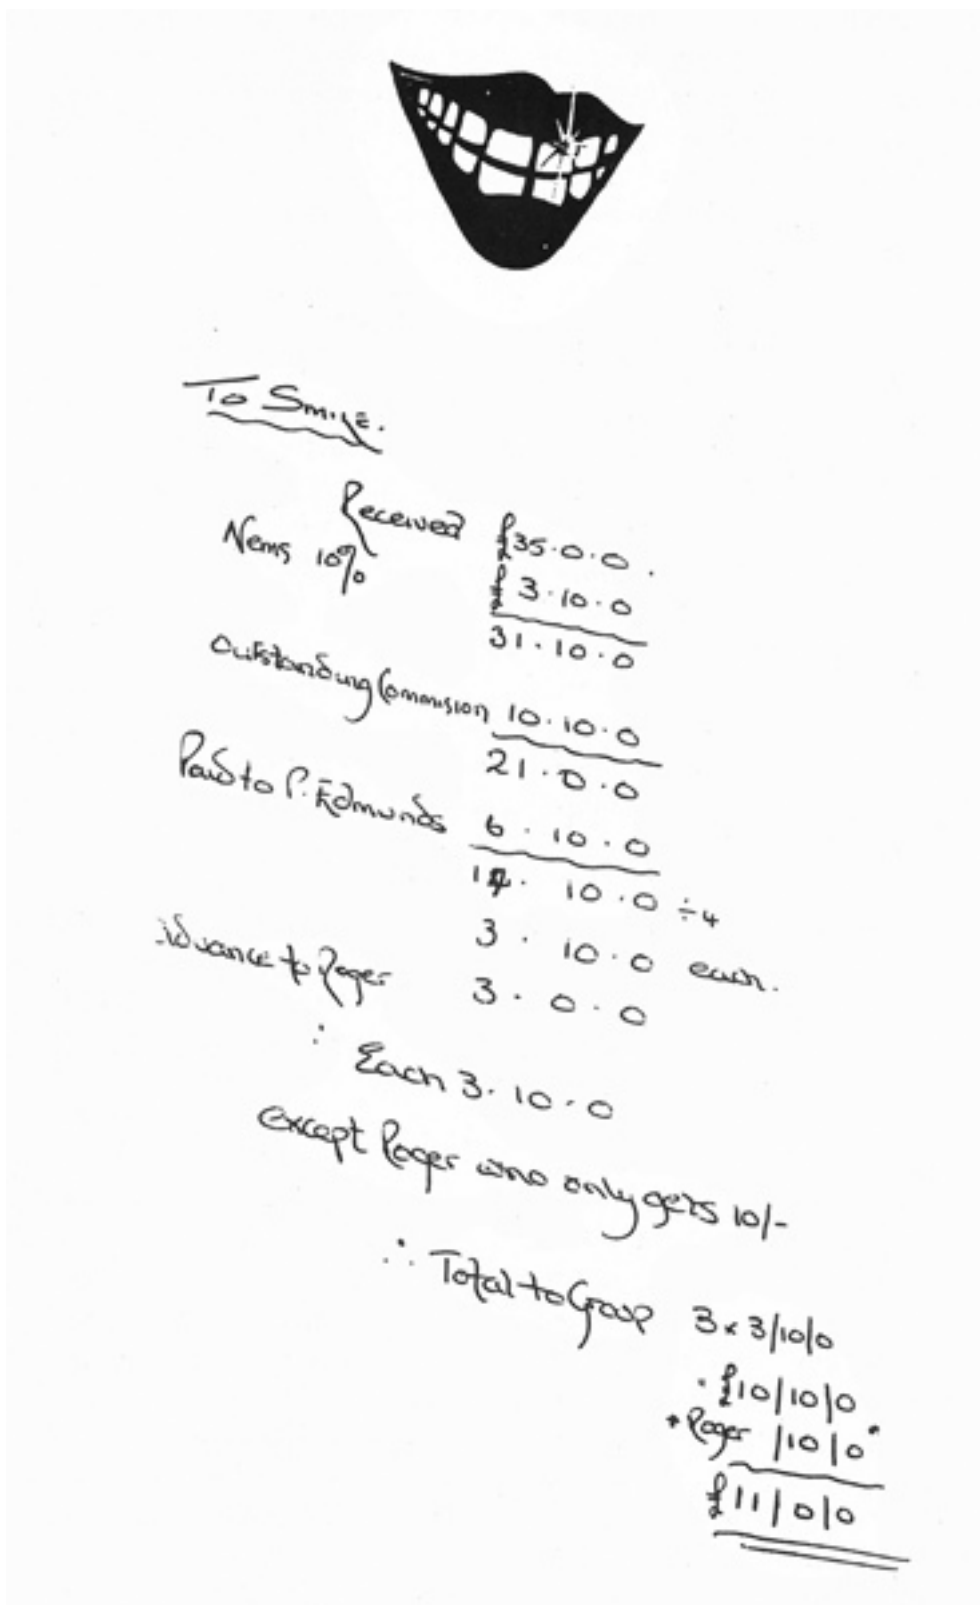 To Smile.
Received £35.0.0.
Nems 10% £ 3.10.0
31.10.0
Outstanding Commision 10.10.0
21.0.0
Paid to P. Edmunds 6.10.0
14. 10.0 ÷4
3. 10.0 each.
Advance to Roger 3.0.0
∴ Each 3.10.0
except Roger who only gets 10/-
∴ Total to Group 3 x 3/10/0
£10/10/0
+ Roger /10/0
£11/0/0